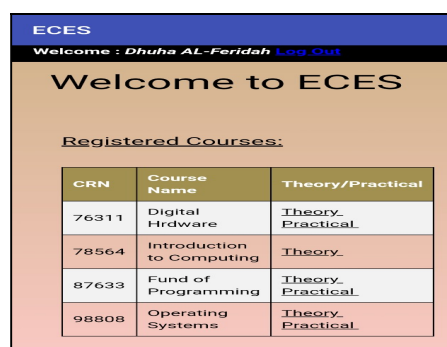 ECES
Welcome : Dhuha AL-Feridah Log Out
Welcome to ECES
Registered Courses:
CRN Course Name Theory/Practical
76311 Digital Hrdware Theory Practical
78564 Introduction to Computing Theory
87633 Fund of Programming Theory Practical
98808 Operating Systems Theory Practical